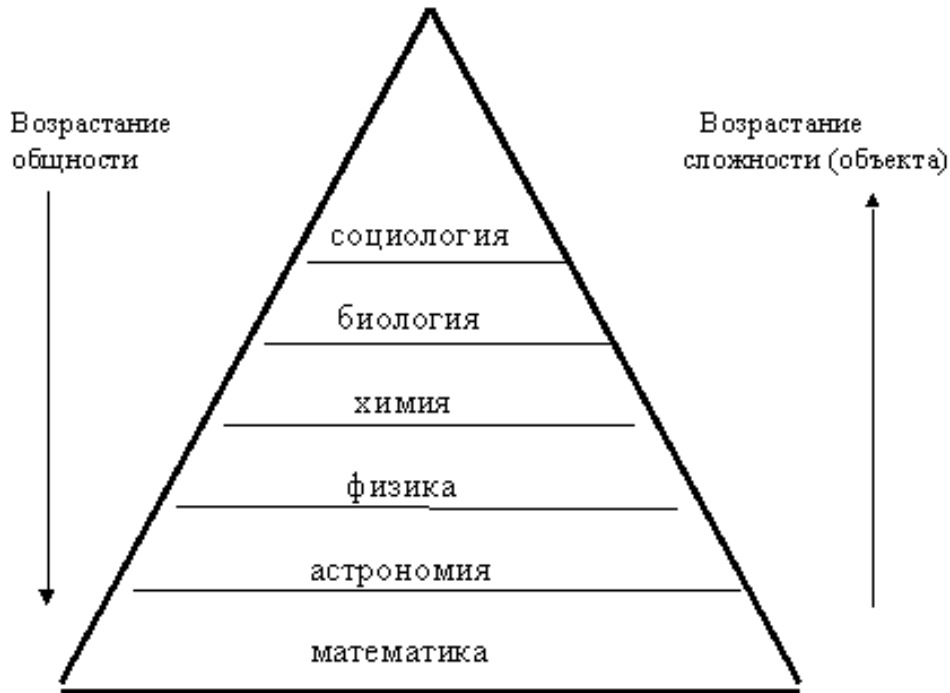 Возрастание
общности
Возрастание
сложности (объекта)
социология
биология
химия
физика
астрономия
математика